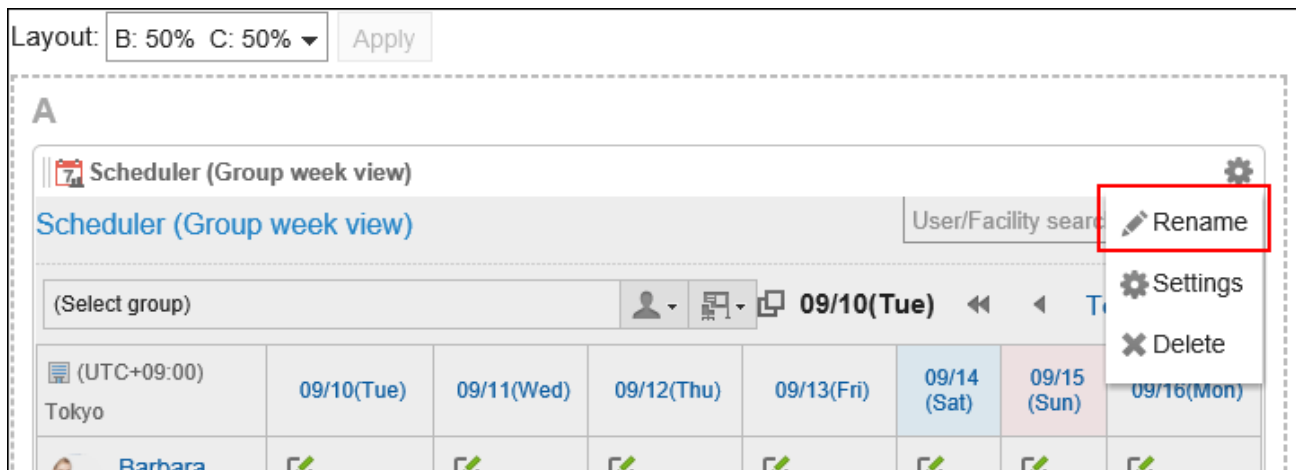 Layout: B: 50% C: 50% Apply
A
Scheduler (Group week view)
Scheduler (Group week view)
User/Facility searc
Rename
Settings
Delete
(Select group)
09/10(Tue)
(UTC+09:00)
Tokyo
09/10(Tue) 09/11(Wed) 09/12(Thu) 09/13(Fri) 09/14 (Sat) 09/15 (Sun) 09/16(Mon)
Barbara